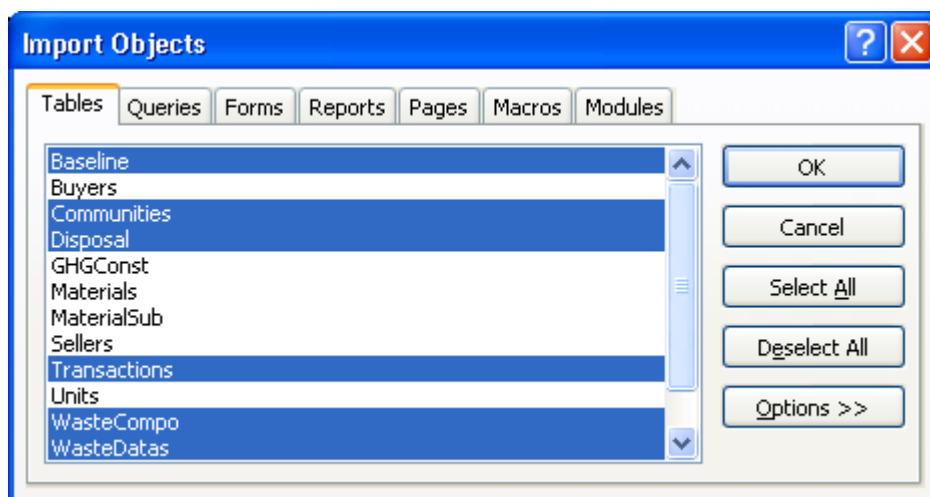 Import Objects
Tables Queries Forms Reports Pages Macros Modules
Baseline
Buyers
Communities
Disposal
GHGConst
Materials
MaterialSub
Sellers
Transactions
Units
WasteCompo
WasteDatas
OK
Cancel
Select All
Deselect All
Options >>